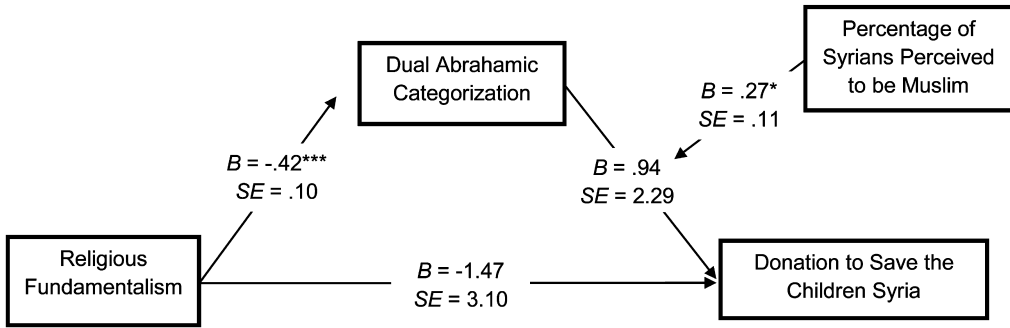 Percentage of
Syrians Perceived
to be Muslim
Dual Abrahamic
Categorization
B = .27*
SE = .11
B = -.42***
SE = .10
B = .94
SE = 2.29
Religious
Fundamentalism
B = -1.47
SE = 3.10
Donation to Save the
Children Syria